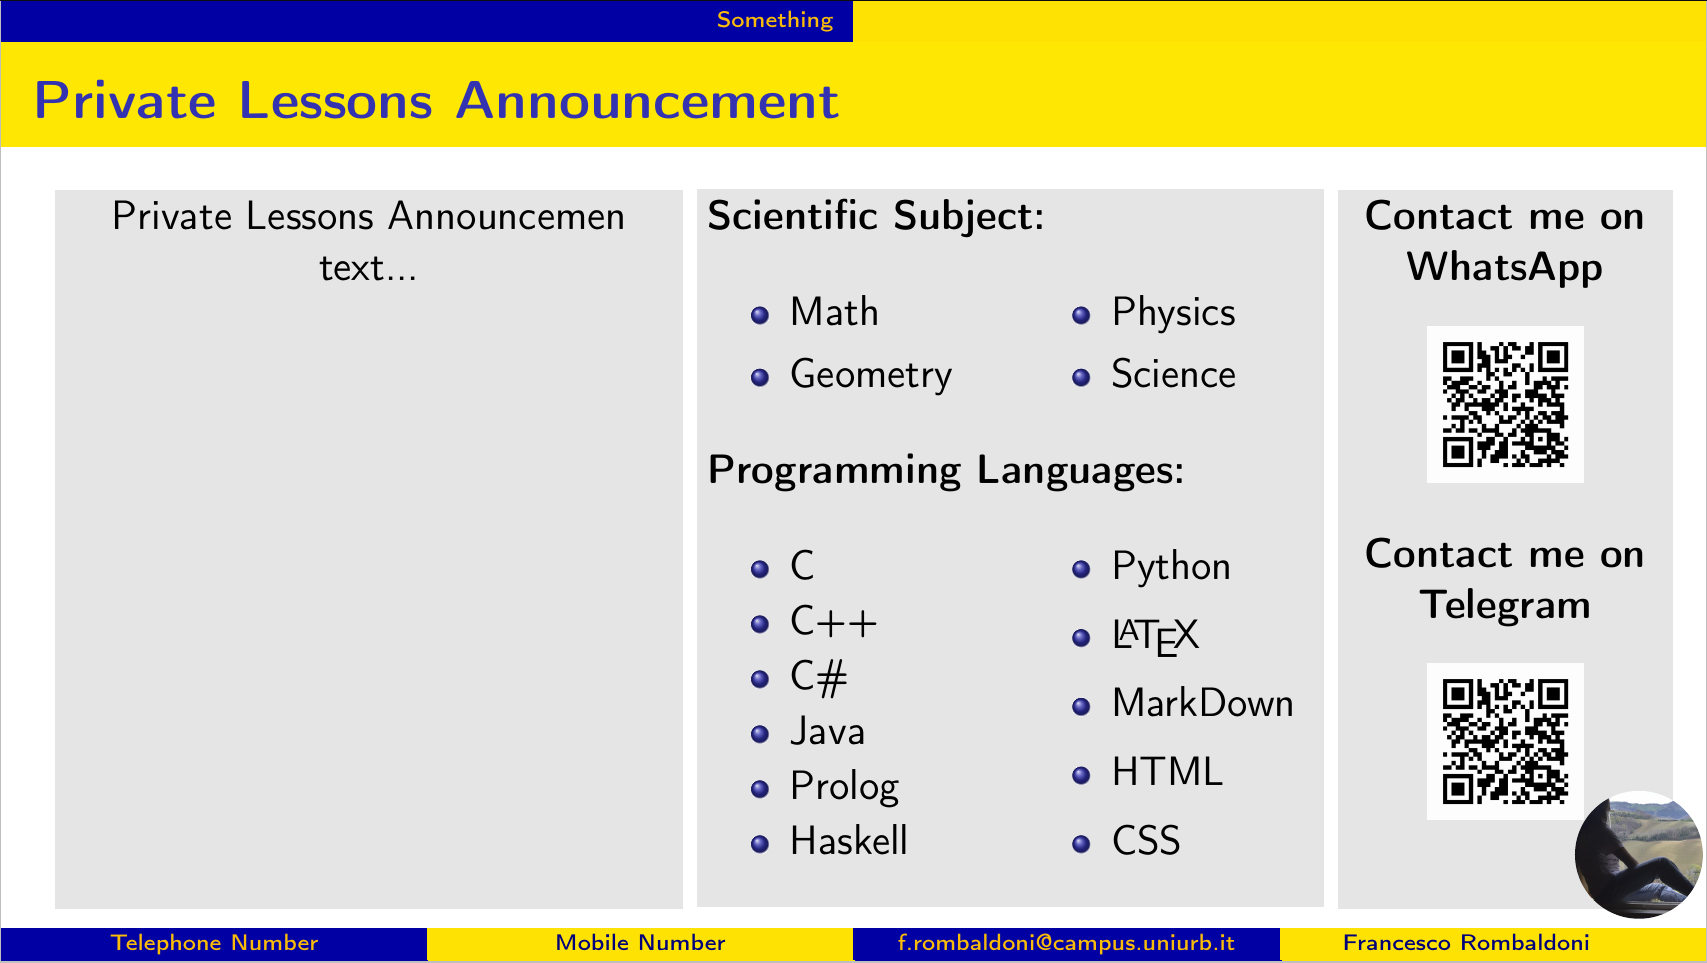 Something
Private Lessons Announcement
Private Lessons Announcemen
text...
Scientific Subject:
Math
Geometry
Physics
Science
Programming Languages:
C
C++
C#
Java
Prolog
Haskell
Python
LATEX
MarkDown
HTML
CSS
Contact me on
WhatsApp
Contact me on
Telegram
Telephone Number
Mobile Number
f.rombaldoni@campus.uniurb.it
Francesco Rombaldoni